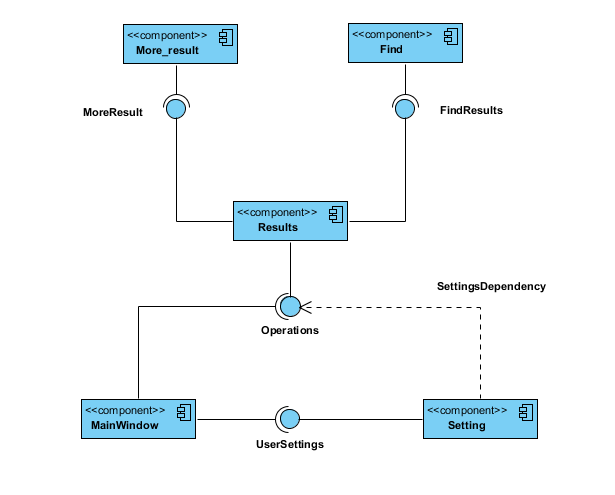 <<component>>
More_result
<<component>>
Find
MoreResult
FindResults
<<component>>
Results
SettingsDependency
Operations
<<component>>
MainWindow
<<component>>
Setting
UserSettings